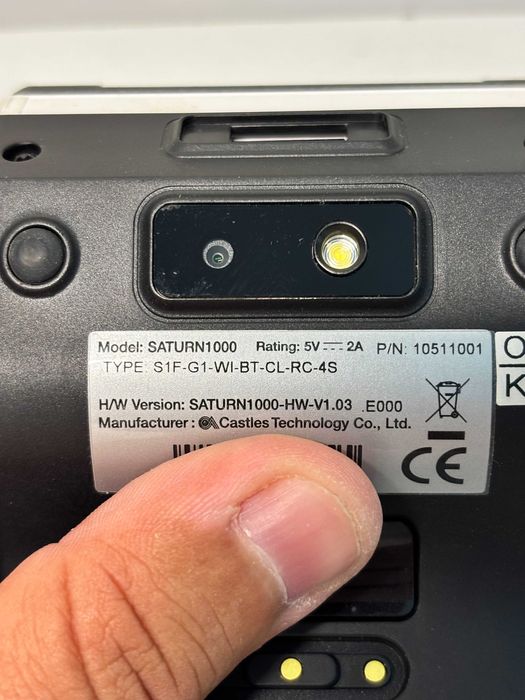 Model: SATURN1000 Rating: 5V ⎓ 2A P/N: 10511001
TYPE: S1F-G1-WI-BT-CL-RC-4S
H/W Version: SATURN1000-HW-V1.03 .E000
Manufacturer : Castles Technology Co., Ltd.
CE
O
K